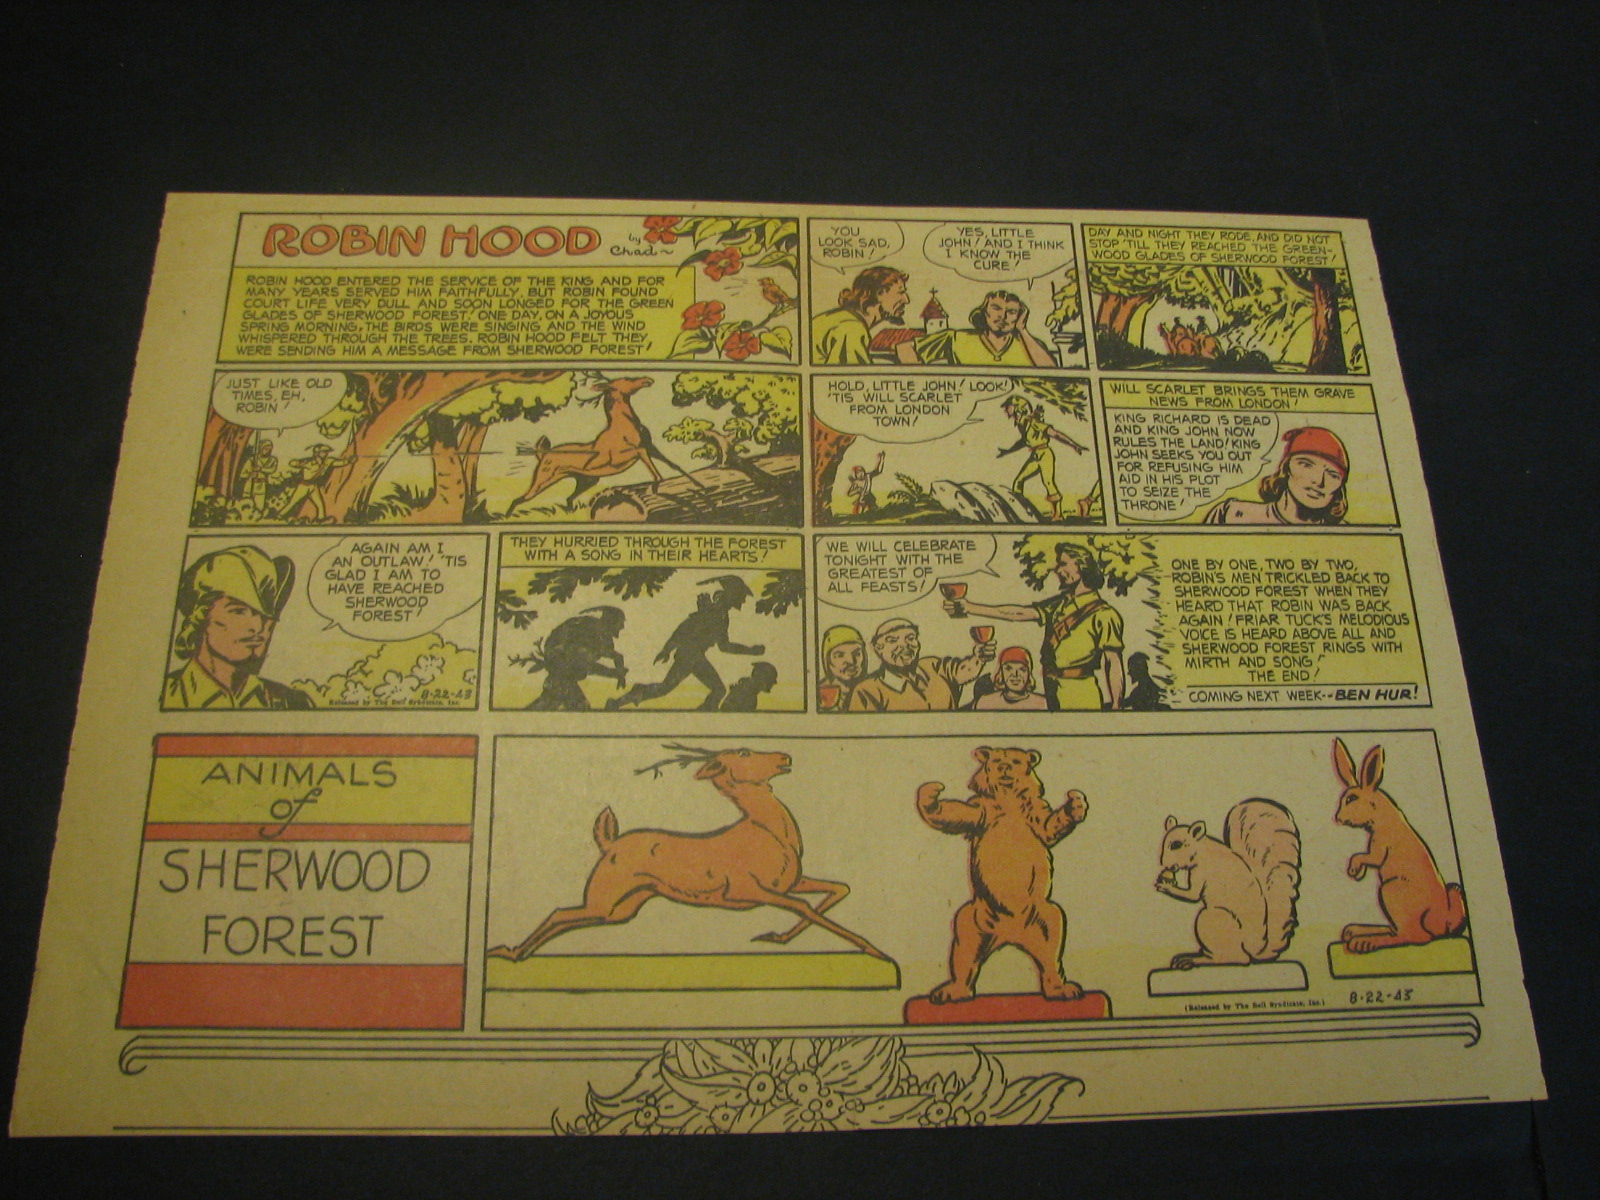 ROBIN HOOD
by
Chad~
ROBIN HOOD ENTERED THE SERVICE OF THE KING AND FOR
MANY YEARS SERVED HIM FAITHFULLY, BUT ROBIN FOUND
COURT LIFE VERY DULL AND SOON LONGED FOR THE GREEN
GLADES OF SHERWOOD FOREST! ONE DAY, ON A JOYOUS
SPRING MORNING, THE BIRDS WERE SINGING AND THE WIND
WHISPERED THROUGH THE TREES. ROBIN HOOD FELT THEY
WERE SENDING HIM A MESSAGE FROM SHERWOOD FOREST!
YOU
LOOK SAD,
ROBIN!
YES, LITTLE
JOHN! AND I THINK
I KNOW THE
CURE!
DAY AND NIGHT THEY RODE, AND DID NOT
STOP 'TILL THEY REACHED THE GREEN-
WOOD GLADES OF SHERWOOD FOREST!
JUST LIKE OLD
TIMES, EH,
ROBIN!
HOLD, LITTLE JOHN! LOOK!
'TIS WILL SCARLET
FROM LONDON
TOWN!
WILL SCARLET BRINGS THEM GRAVE
NEWS FROM LONDON!
KING RICHARD IS DEAD
AND KING JOHN NOW
RULES THE LAND! KING
JOHN SEEKS YOU OUT
FOR REFUSING HIM
AID IN HIS PLOT
TO SEIZE THE
THRONE!
AGAIN AM I
AN OUTLAW! 'TIS
GLAD I AM TO
HAVE REACHED
SHERWOOD
FOREST!
8-22-43
Released by The Bell Syndicate, Inc.
THEY HURRIED THROUGH THE FOREST
WITH A SONG IN THEIR HEARTS!
WE WILL CELEBRATE
TONIGHT WITH THE
GREATEST OF
ALL FEASTS!
ONE BY ONE, TWO BY TWO,
ROBIN'S MEN TRICKLED BACK TO
SHERWOOD FOREST WHEN THEY
HEARD THAT ROBIN WAS BACK
AGAIN! FRIAR TUCK'S MELODIOUS
VOICE IS HEARD ABOVE ALL AND
SHERWOOD FOREST RINGS WITH
MIRTH AND SONG!
THE END!
COMING NEXT WEEK--BEN HUR!
ANIMALS
of
SHERWOOD
FOREST
(Released by The Bell Syndicate, Inc.)
8-22-43